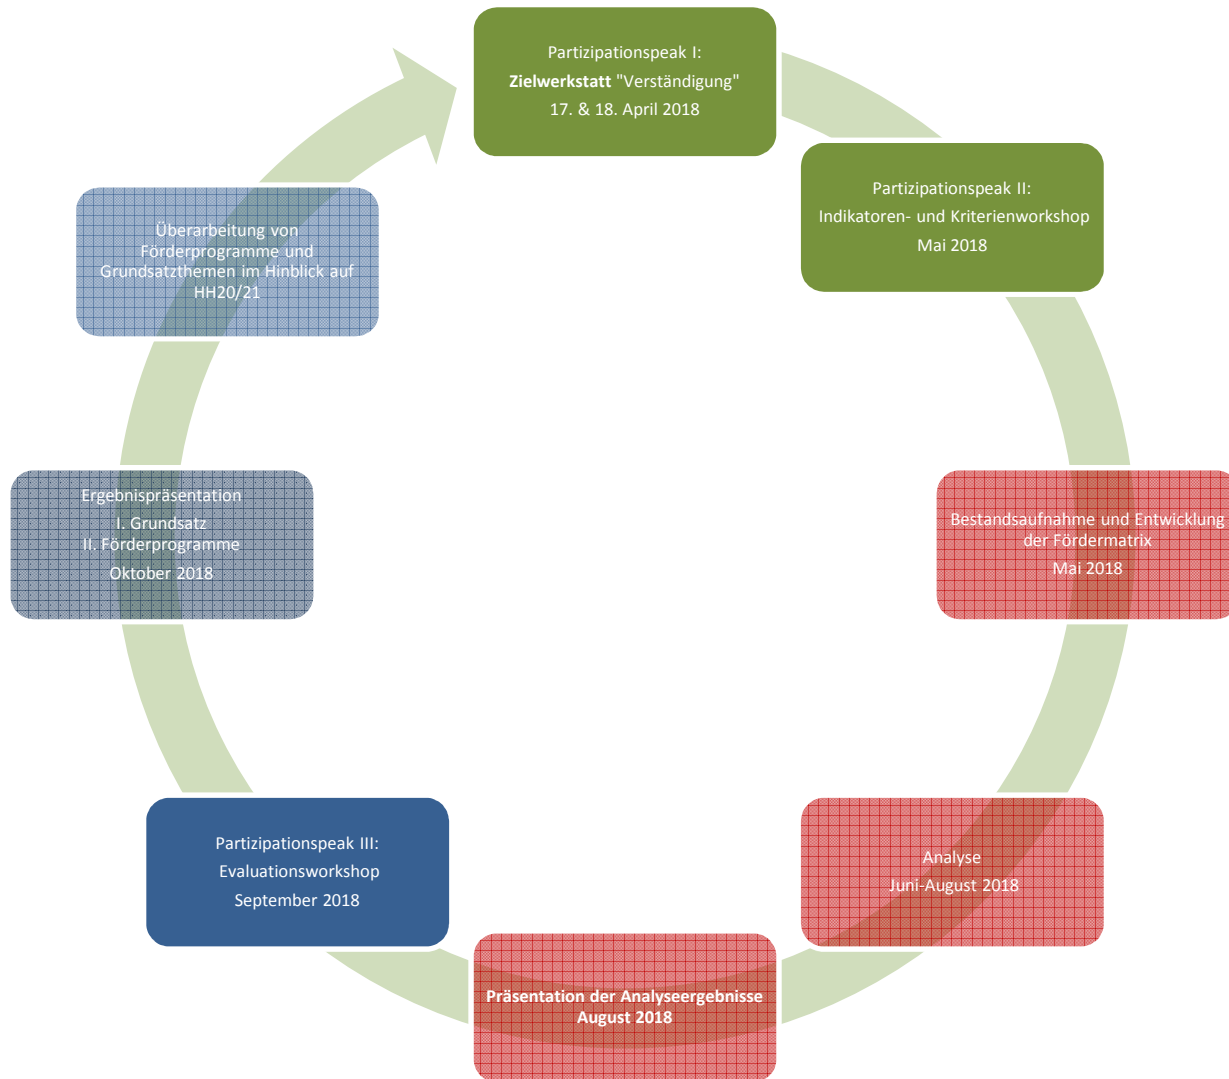 Partizipationspeak I:
Zielwerkstatt "Verständigung"
17. & 18. April 2018
Partizipationspeak II:
Indikatoren- und Kriterienworkshop
Mai 2018
Bestandsaufnahme und Entwicklung
der Fördermatrix
Mai 2018
Analyse
Juni-August 2018
Präsentation der Analyseergebnisse
August 2018
Partizipationspeak III:
Evaluationsworkshop
September 2018
Ergebnispräsentation
I. Grundsatz
II. Förderprogramme
Oktober 2018
Überarbeitung von
Förderprogramme und
Grundsatzthemen im Hinblick auf
HH20/21